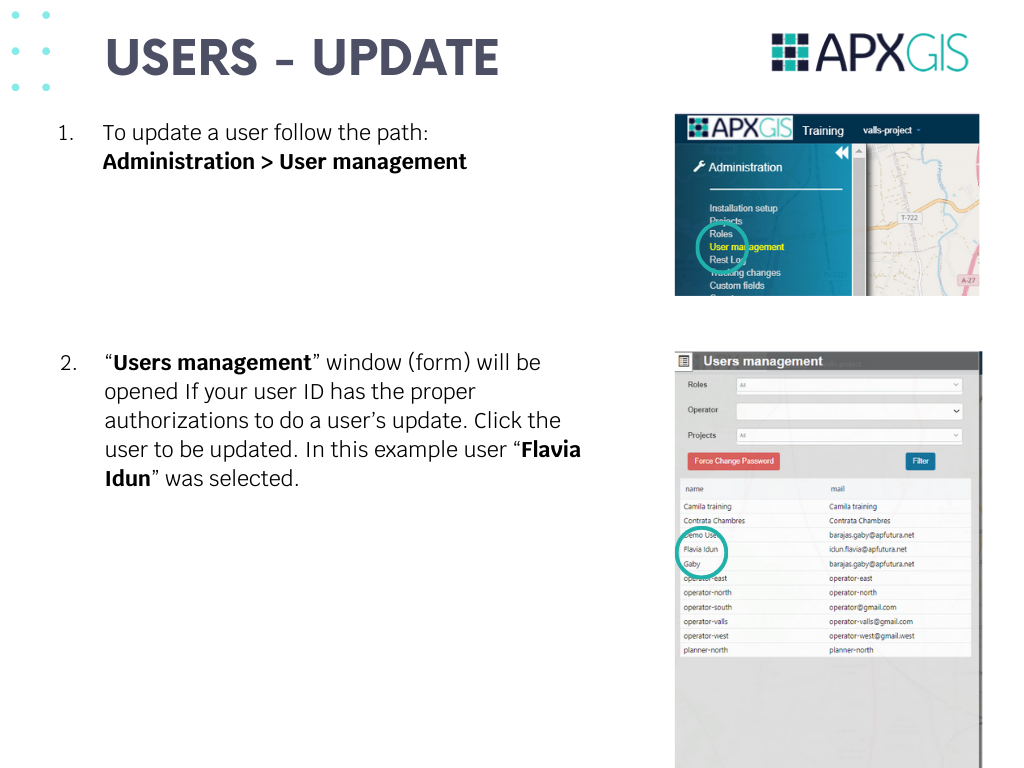 USERS - UPDATE
APXGIS
1. To update a user follow the path:
Administration > User management
APXGIS Training valls-project
Administration
Installation setup
Projects
Roles
User management
Rest Log
Tracking changes
Custom fields
T-722
A-27
2. “Users management” window (form) will be
opened If your user ID has the proper
authorizations to do a user’s update. Click the
user to be updated. In this example user “Flavia
Idun” was selected.
Users management
Roles All
Operator
Projects All
Force Change Password Filter
name mail
Camila training Camila training
Contrata Chambres Contrata Chambres
Demo User barajas.gaby@apfutura.net
Flavia Idun idun.flavia@apfutura.net
Gaby barajas.gaby@apfutura.net
operator-east operator-east
operator-north operator-north
operator-south operator@gmail.com
operator-valls operator-valls@gmail.com
operator-west operator-west@gmail.west
planner-north planner-north